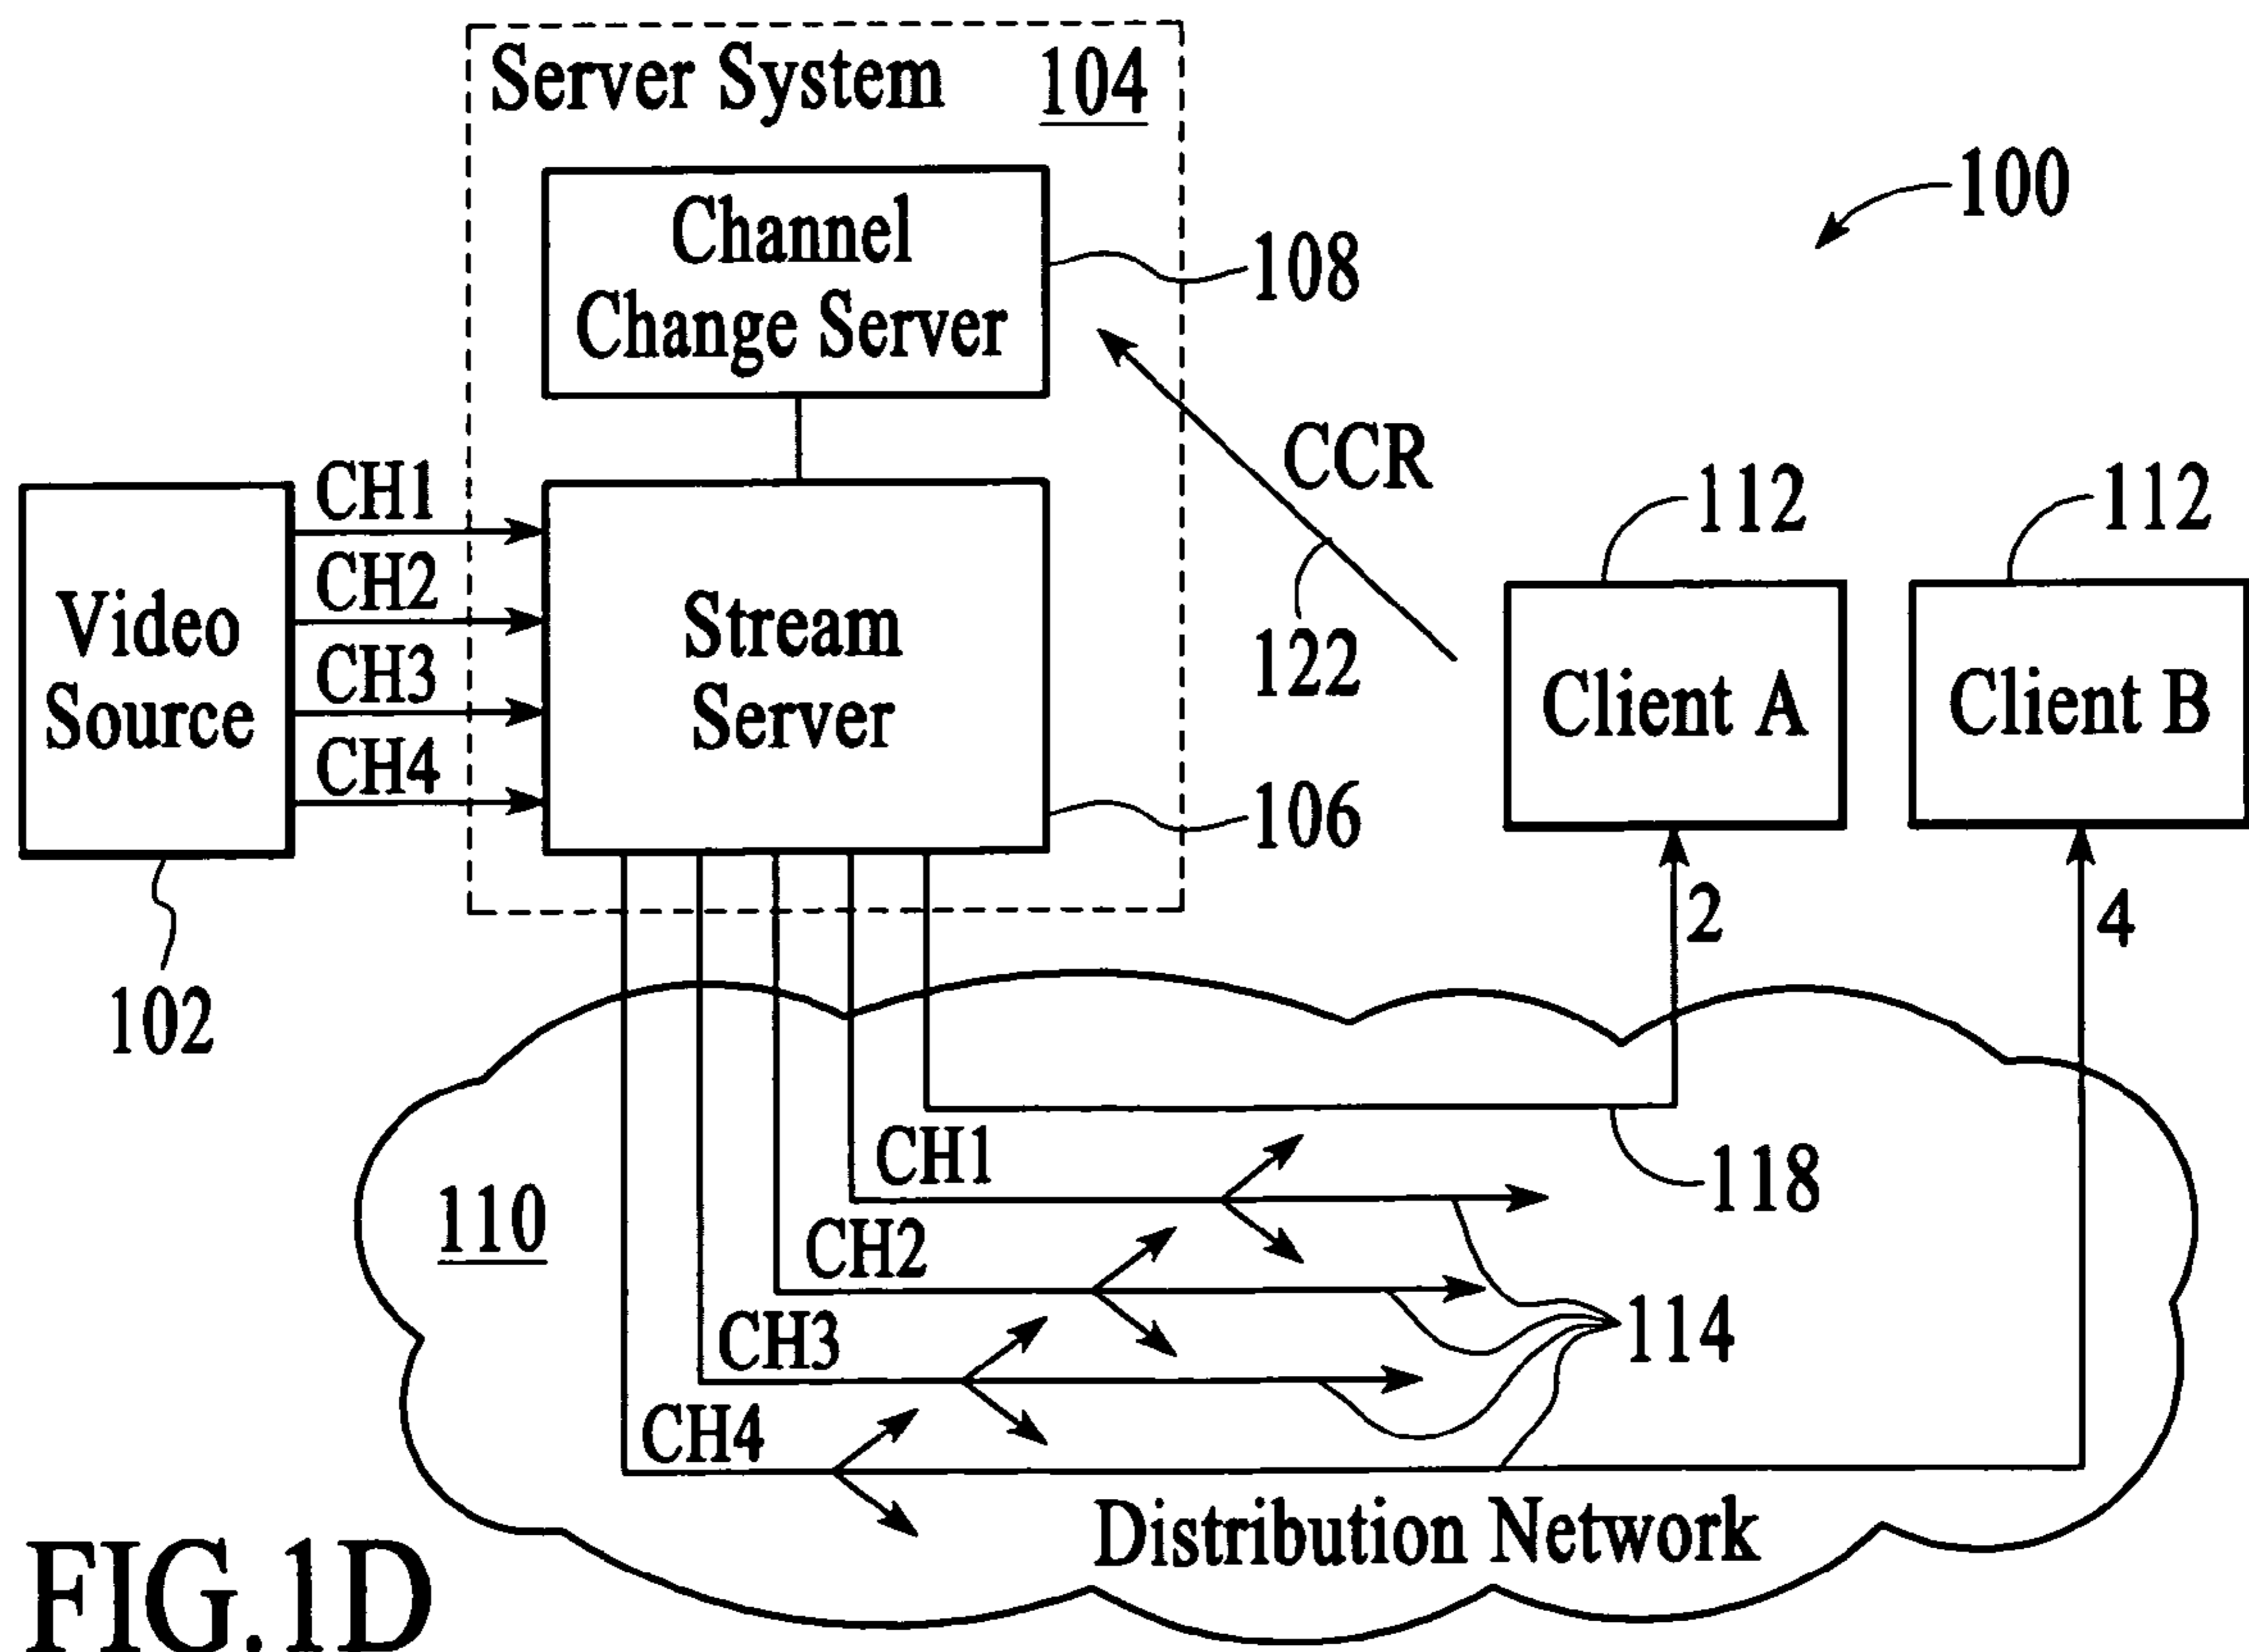 Server System 104
Channel
Change Server
108
100
CCR
122
112
112
Video
Source
102
CH1
CH2
CH3
CH4
Stream
Server
106
Client A
Client B
2
4
110
CH1
CH2
CH3
CH4
118
114
Distribution Network
FIG.1D